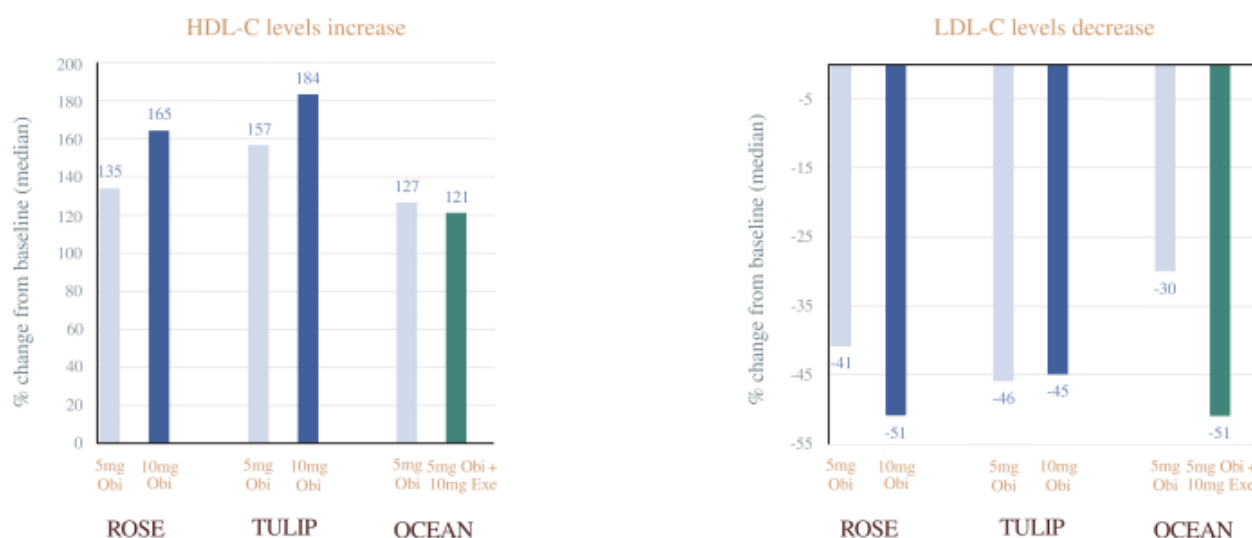 HDL-C levels increase
% change from baseline (median)
200
180
160
140
120
100
80
60
40
20
0
135
165
157
184
127
121
5mg Obi
10mg Obi
5mg Obi
10mg Obi
5mg Obi
5mg Obi + 10mg Exe
ROSE
TULIP
OCEAN
LDL-C levels decrease
% change from baseline (median)
-5
-15
-25
-35
-45
-55
-41
-51
-46
-45
-30
-51
5mg Obi
10mg Obi
5mg Obi
10mg Obi
5mg Obi
5mg Obi + 10mg Exe
ROSE
TULIP
OCEAN